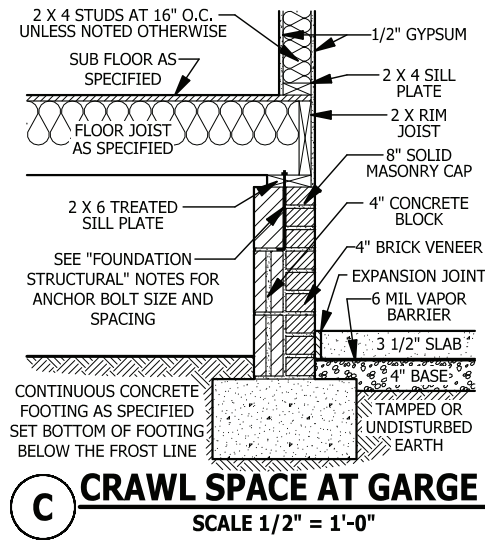 2 X 4 STUDS AT 16" O.C.
UNLESS NOTED OTHERWISE
SUB FLOOR AS
SPECIFIED
FLOOR JOIST
AS SPECIFIED
2 X 6 TREATED
SILL PLATE
SEE "FOUNDATION
STRUCTURAL" NOTES FOR
ANCHOR BOLT SIZE AND
SPACING
CONTINUOUS CONCRETE
FOOTING AS SPECIFIED
SET BOTTOM OF FOOTING
BELOW THE FROST LINE
1/2" GYPSUM
2 X 4 SILL
PLATE
2 X RIM
JOIST
8" SOLID
MASONRY CAP
4" CONCRETE
BLOCK
4" BRICK VENEER
EXPANSION JOINT
6 MIL VAPOR
BARRIER
3 1/2" SLAB
4" BASE
TAMPED OR
UNDISTURBED
EARTH
C
CRAWL SPACE AT GARGE
SCALE 1/2" = 1'-0"